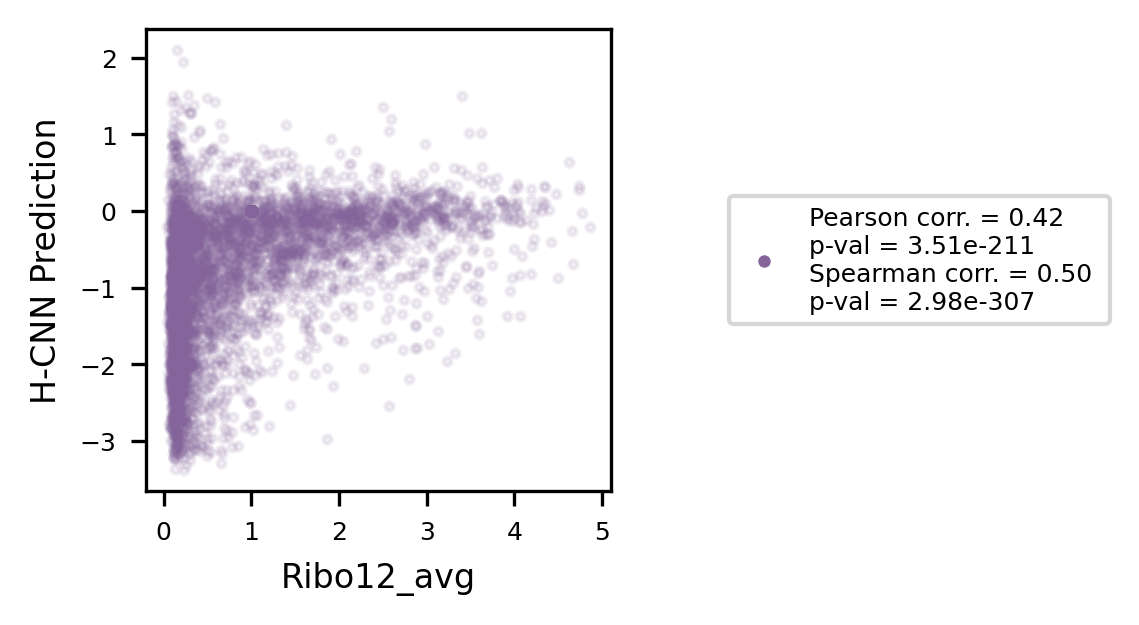 2
1
0
−1
−2
−3
H-CNN Prediction
0 1 2 3 4 5
Ribo12_avg
Pearson corr. = 0.42
p-val = 3.51e-211
Spearman corr. = 0.50
p-val = 2.98e-307